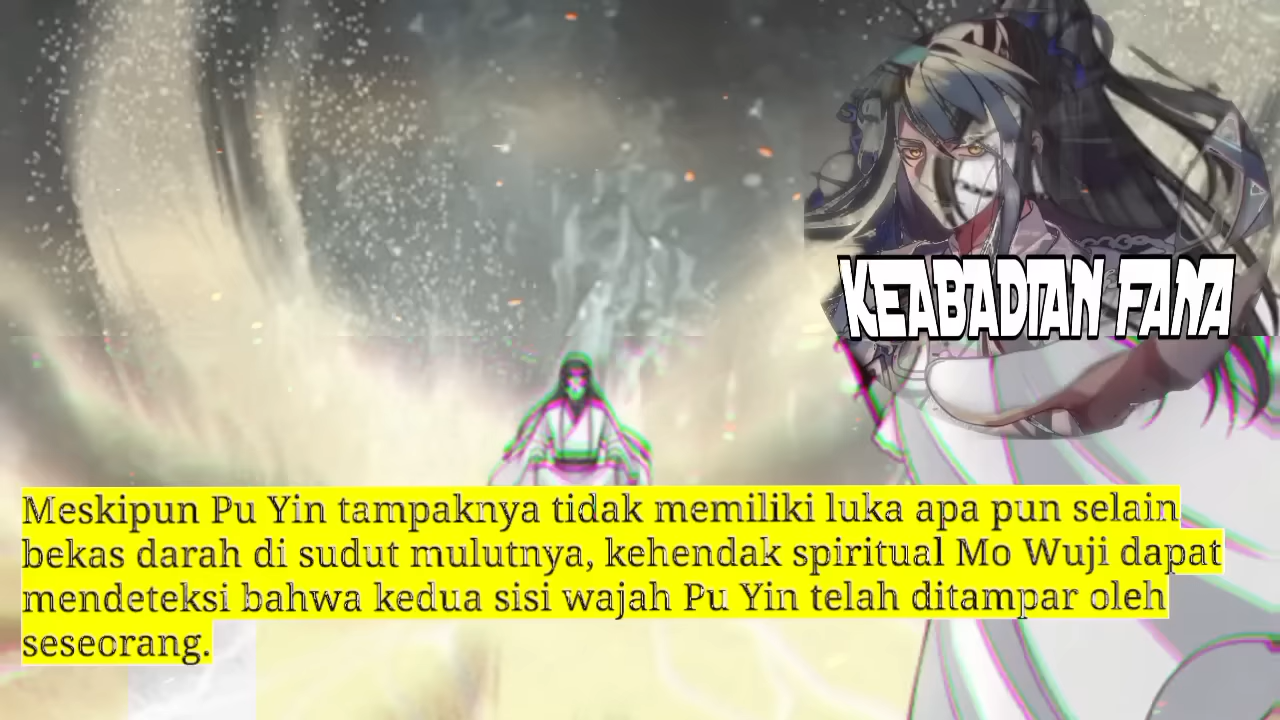 KEABADIAN FANA
Meskipun Pu Yin tampaknya tidak memiliki luka apa pun selain
bekas darah di sudut mulutnya, kehendak spiritual Mo Wuji dapat
mendeteksi bahwa kedua sisi wajah Pu Yin telah ditampar oleh
seseorang.